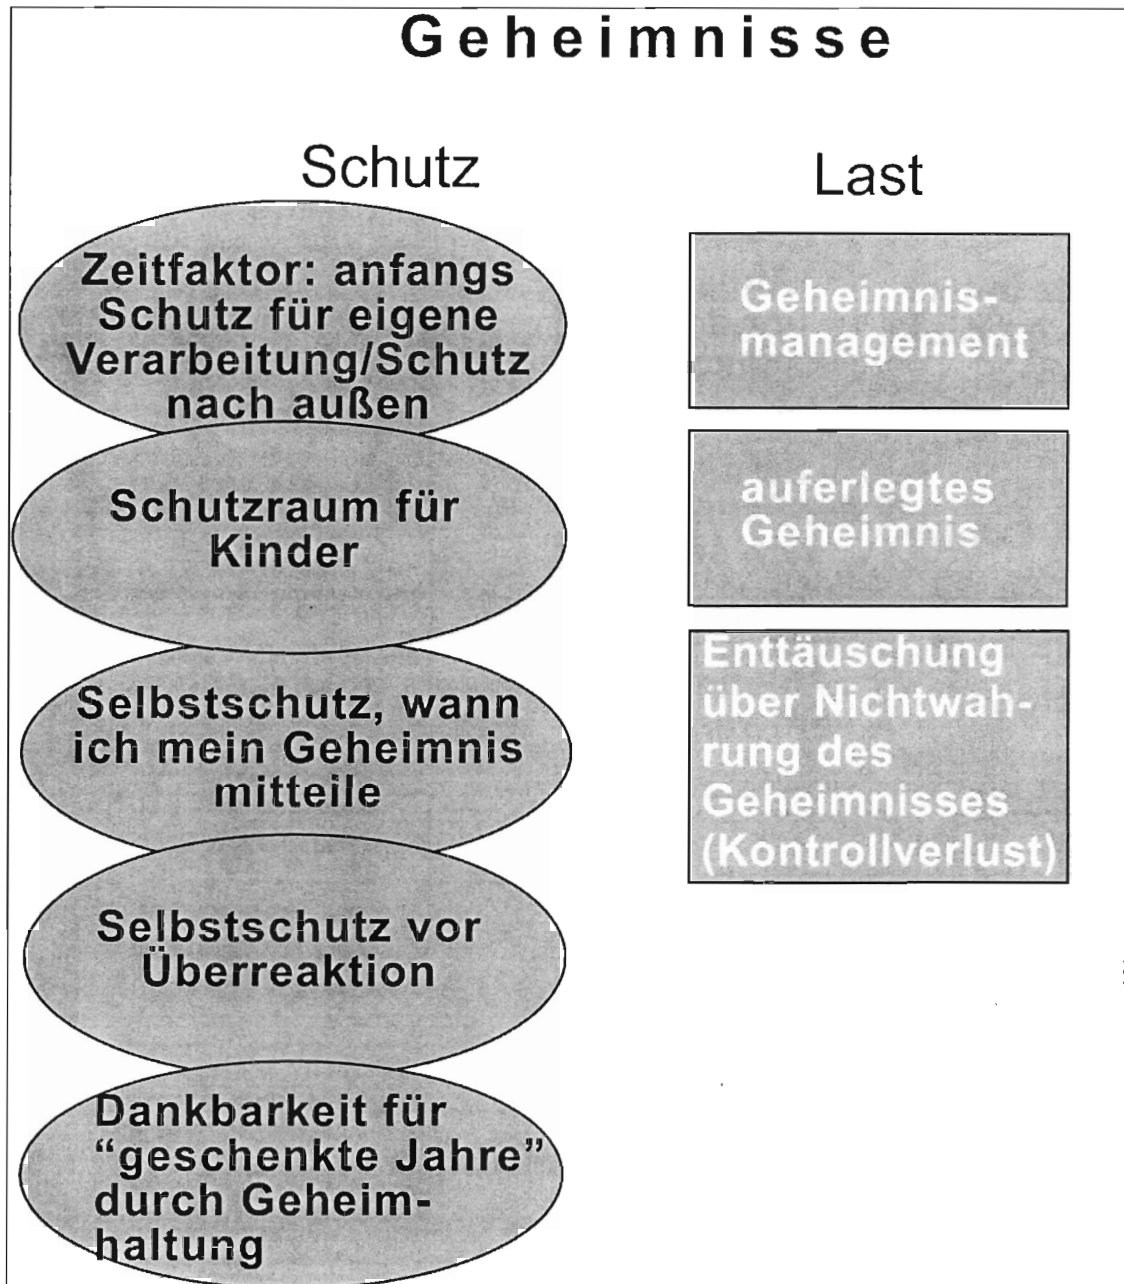 Geheimnisse
Schutz
Zeitfaktor: anfangs
Schutz für eigene
Verarbeitung/Schutz
nach außen
Schutzraum für
Kinder
Selbstschutz, wann
ich mein Geheimnis
mitteile
Selbstschutz vor
Überreaktion
Dankbarkeit für
“geschenkte Jahre”
durch Geheim-
haltung
Last
Geheimnis-
management
auferlegtes
Geheimnis
Enttäuschung
über Nichtwah-
rung des
Geheimnisses
(Kontrollverlust)